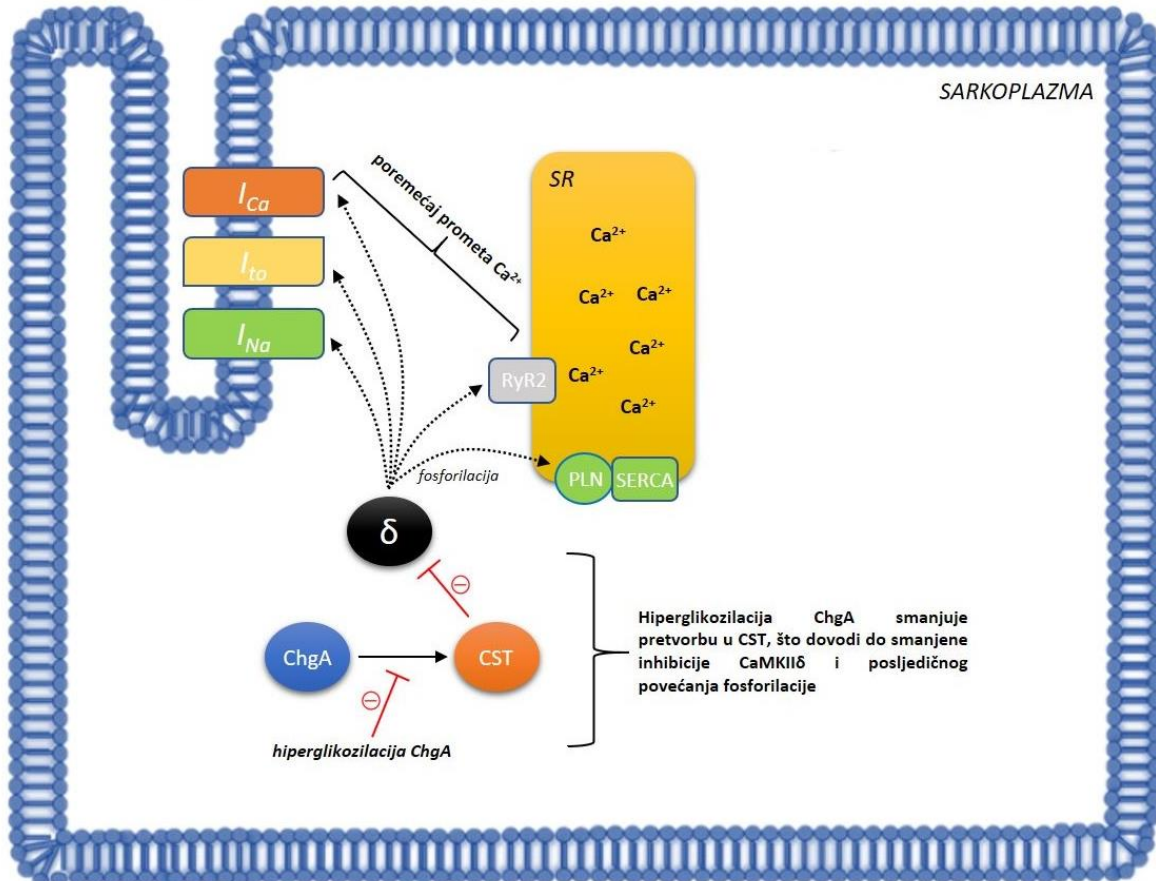 SARKOPLAZMA
I_Ca
I_to
I_Na
poremećaj prometa Ca²⁺
SR
Ca²⁺
Ca²⁺
Ca²⁺
Ca²⁺
Ca²⁺
Ca²⁺
RyR2
PLN
SERCA
fosforilacija
δ
ChgA
CST
⊖
⊖
hiperglikozilacija ChgA
Hiperglikozilacija ChgA smanjuje
pretvorbu u CST, što dovodi do smanjene
inhibicije CaMKIIδ i posljedičnog
povećanja fosforilacije